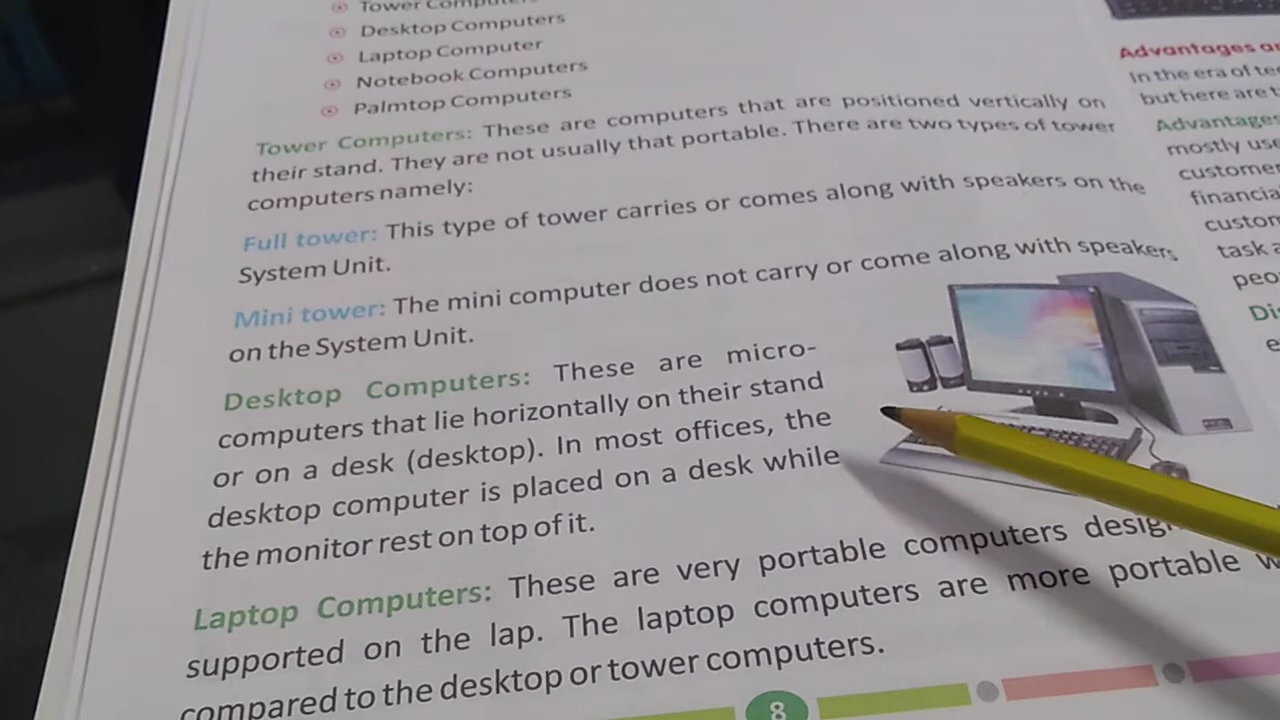 Tower Computers
Desktop Computers
Laptop Computer
Notebook Computers
Palmtop Computers
Tower Computers: These are computers that are positioned vertically on
their stand. They are not usually that portable. There are two types of tower
computers namely:
Full tower: This type of tower carries or comes along with speakers on the
System Unit.
Mini tower: The mini computer does not carry or come along with speakers
on the System Unit.
Desktop Computers: These are micro-
computers that lie horizontally on their stand
or on a desk (desktop). In most offices, the
desktop computer is placed on a desk while
the monitor rest on top of it.
Laptop Computers: These are very portable computers
supported on the lap. The laptop computers are more portable
compared to the desktop or tower computers.
8
Advantages
In the era of
but here are
Advantages
mostly
task